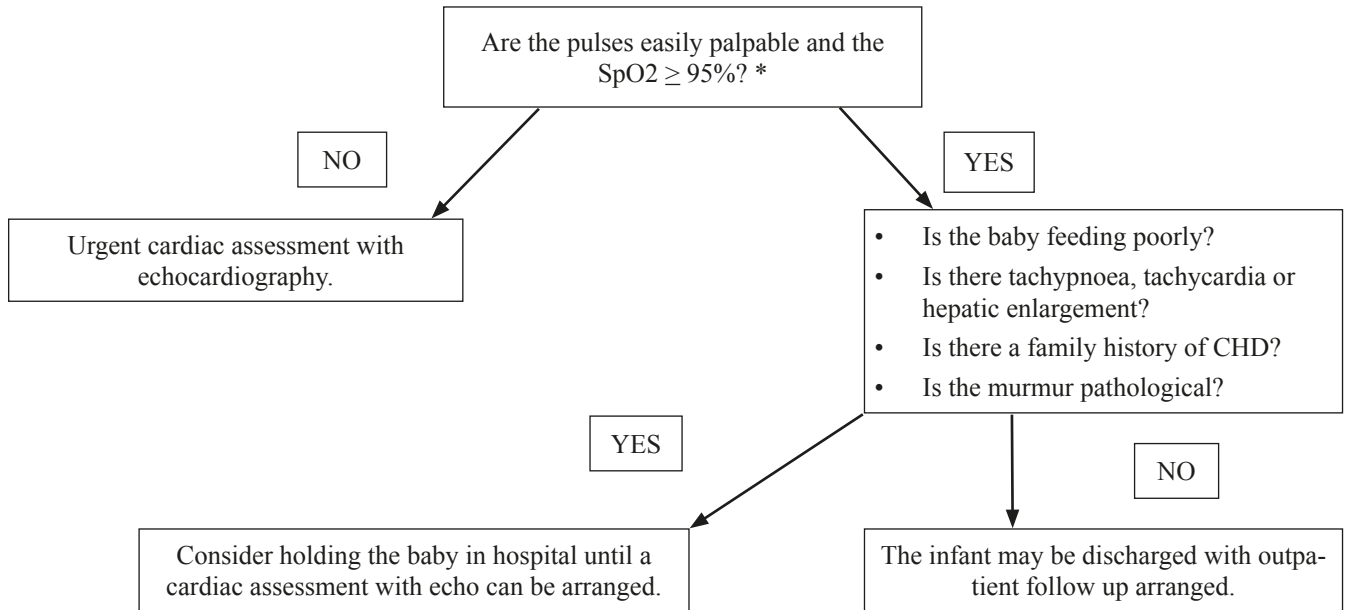 Are the pulses easily palpable and the
SpO2 ≥ 95%? *
NO
YES
Urgent cardiac assessment with
echocardiography.
• Is the baby feeding poorly?
• Is there tachypnoea, tachycardia or
hepatic enlargement?
• Is there a family history of CHD?
• Is the murmur pathological?
YES
NO
Consider holding the baby in hospital until a
cardiac assessment with echo can be arranged.
The infant may be discharged with outpa-
tient follow up arranged.